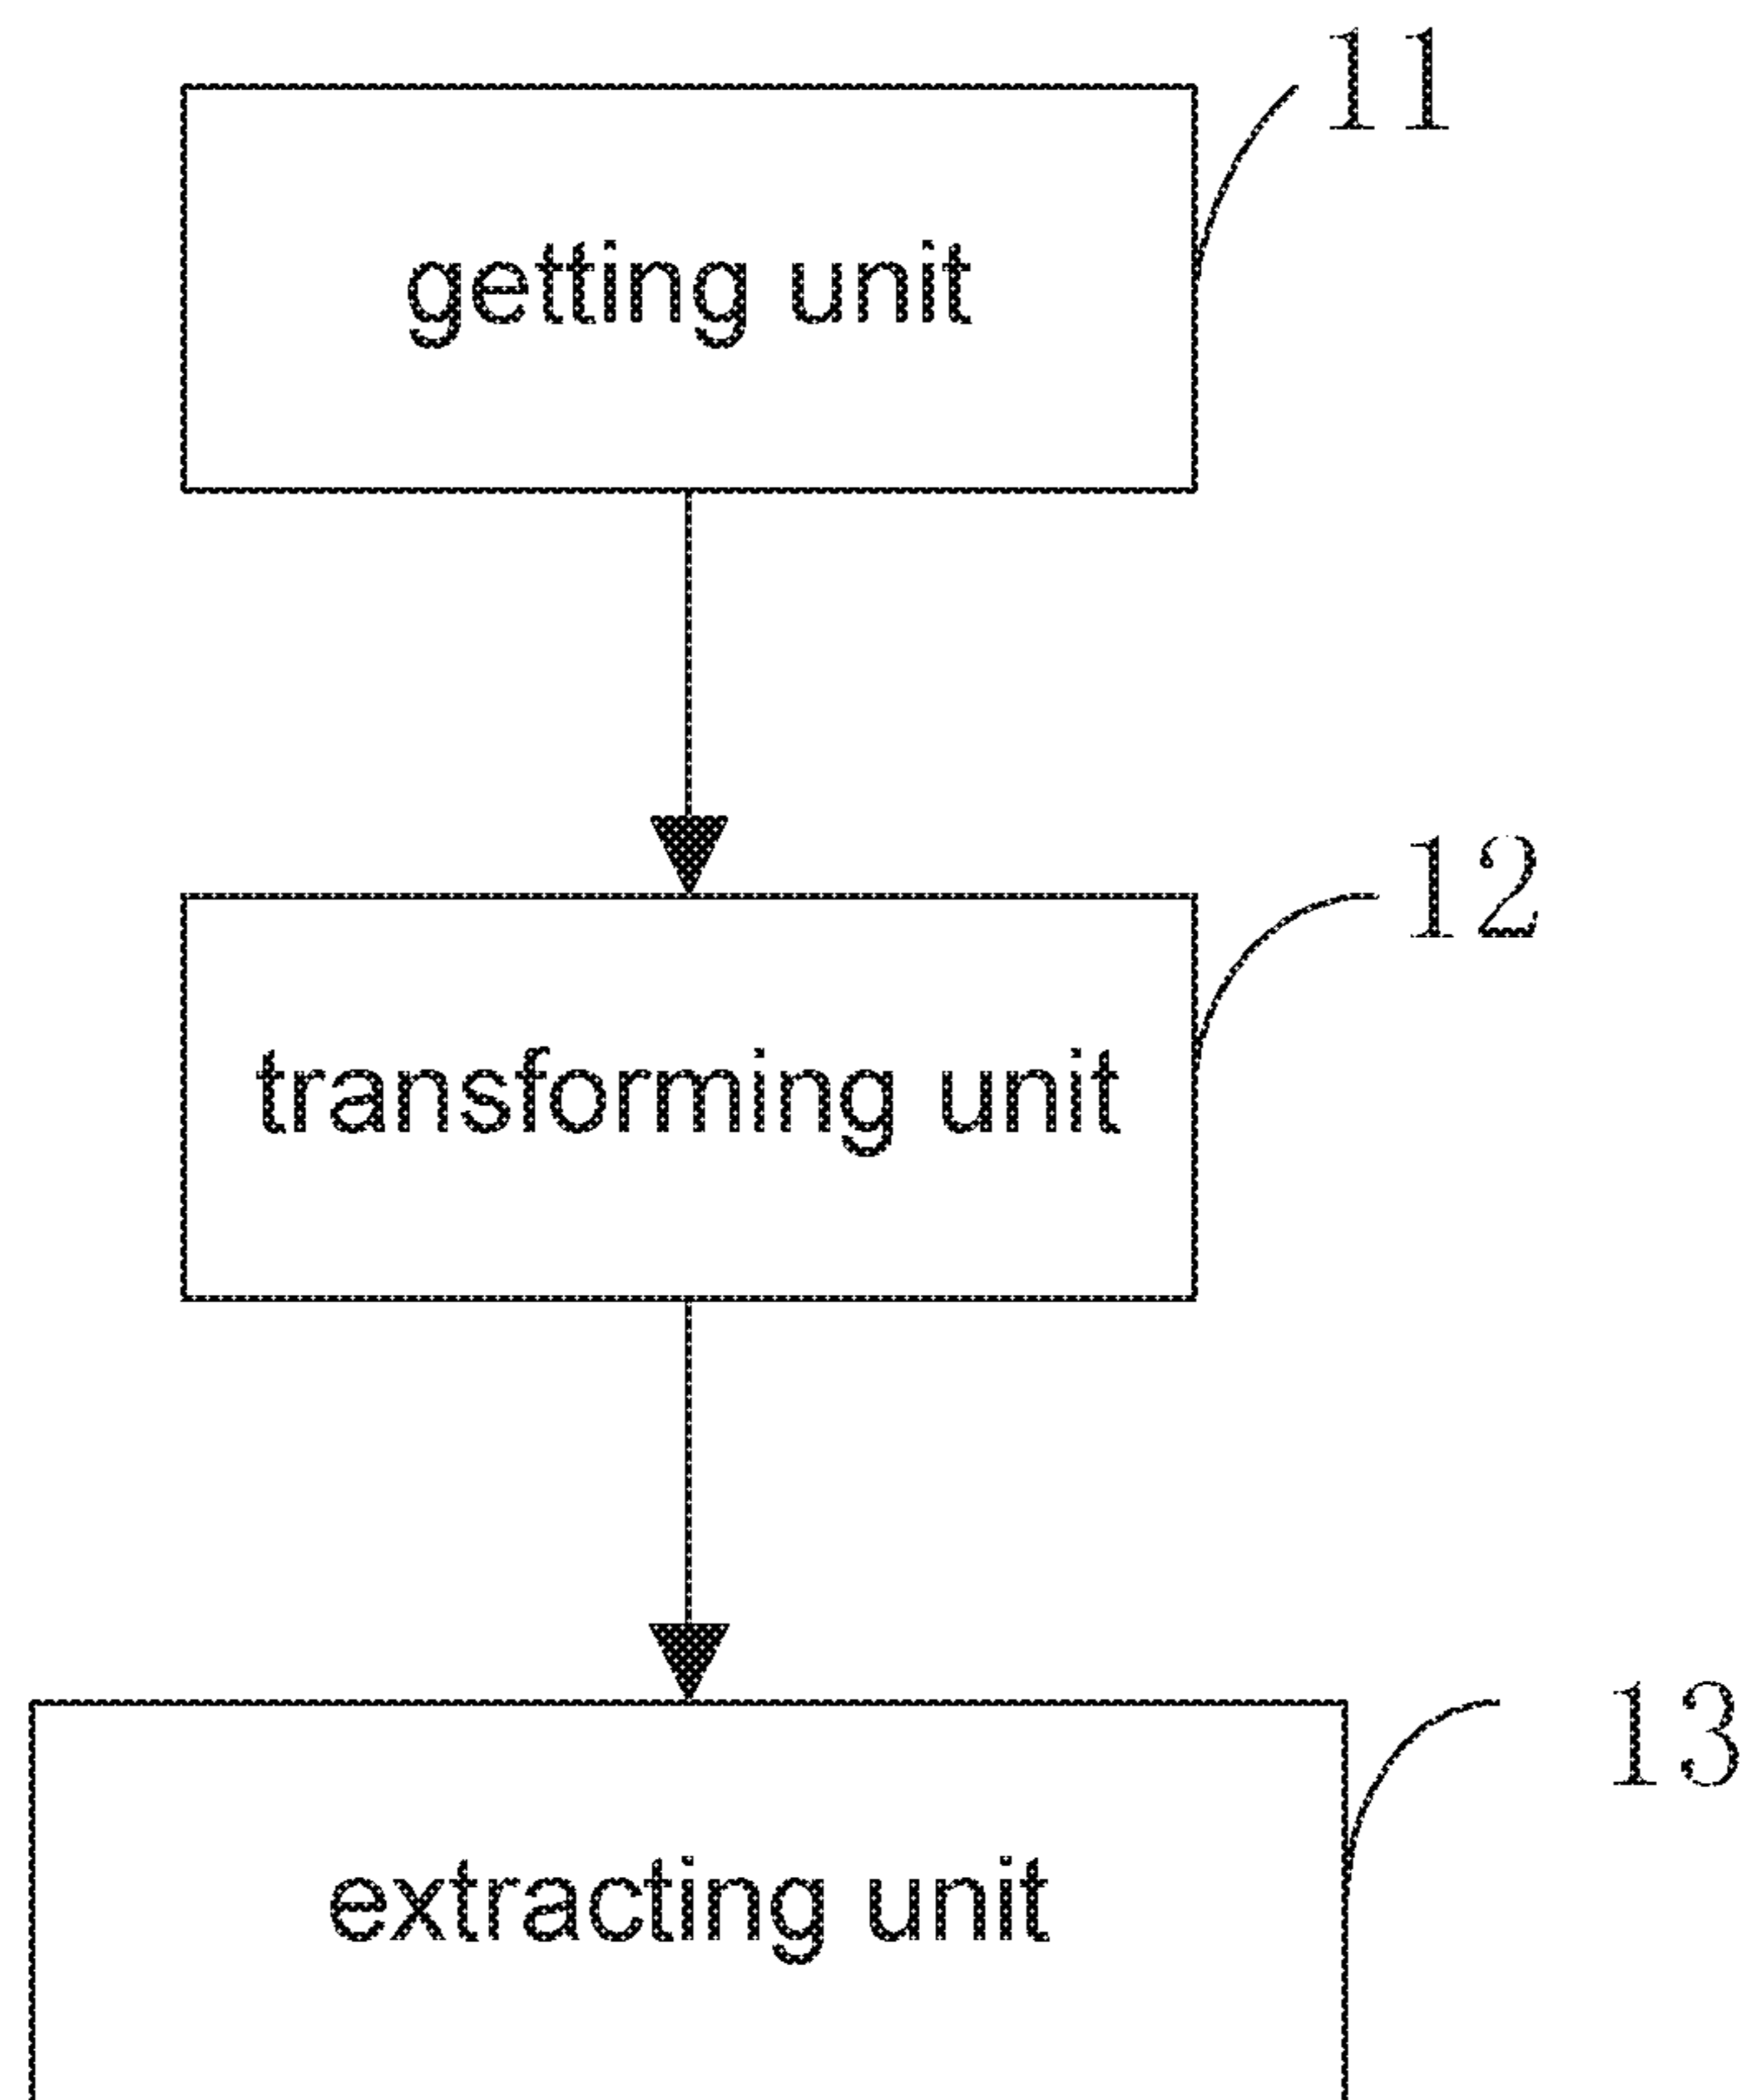 11
getting unit
12
transforming unit
13
extracting unit